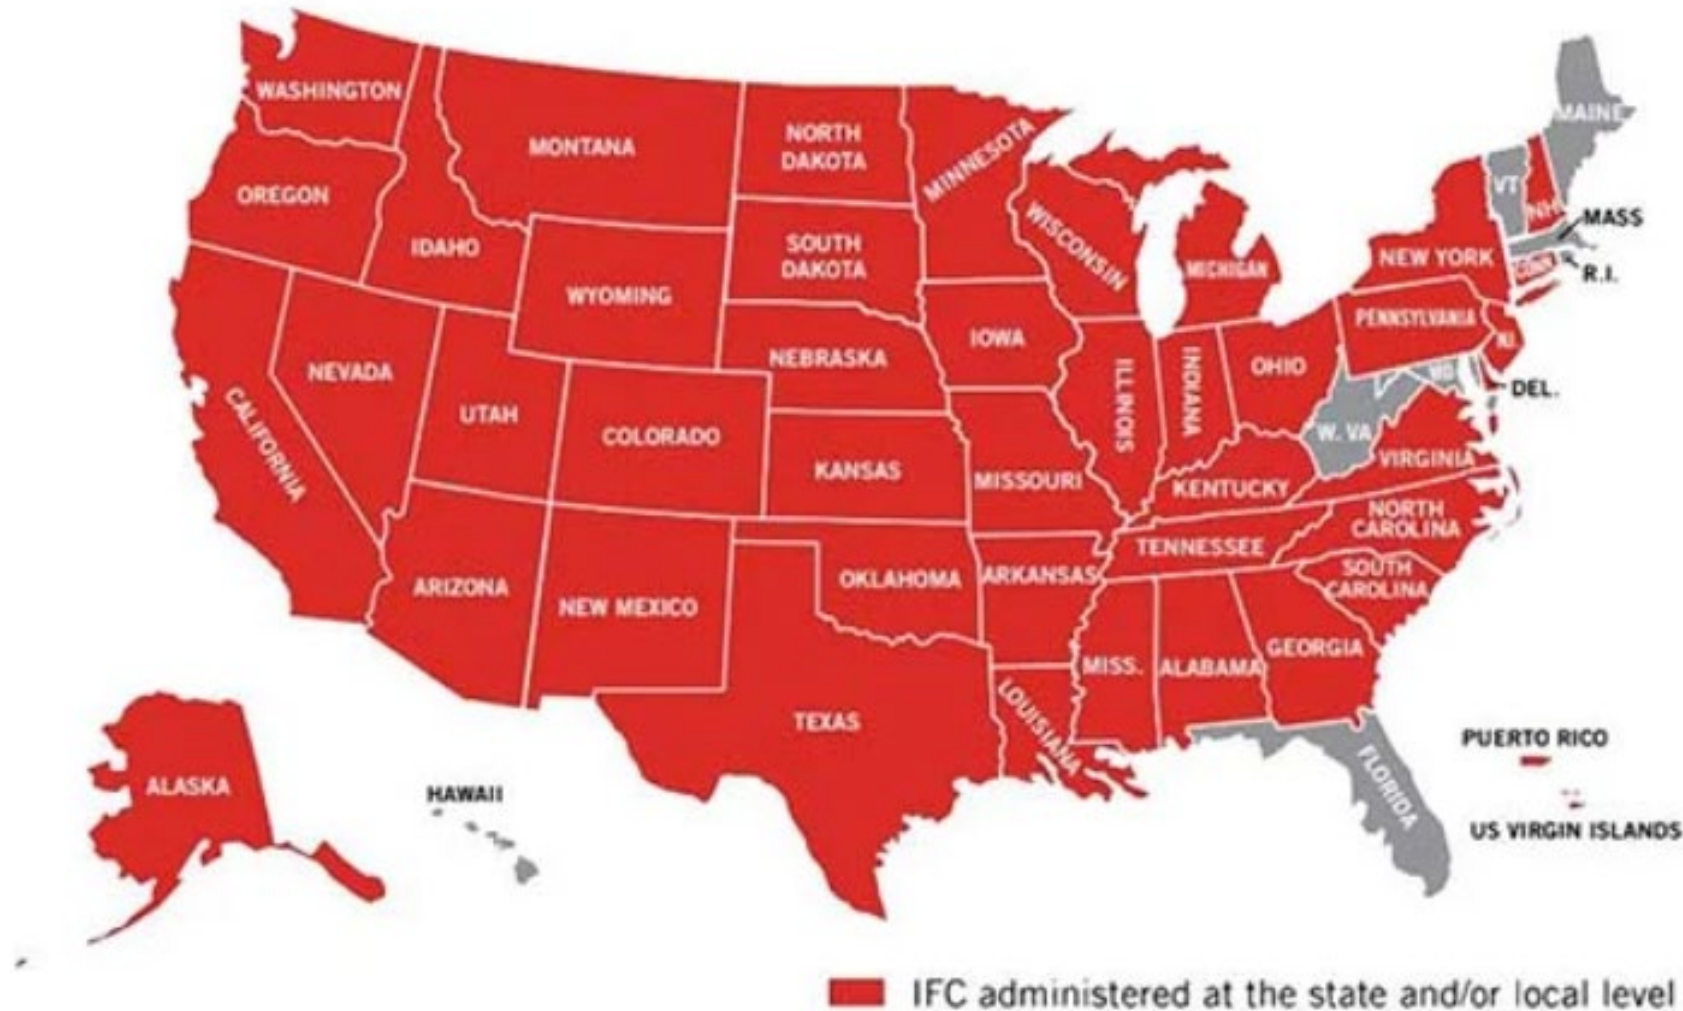 WASHINGTON
MAINE
MONTANA
NORTH
DAKOTA
MINNESOTA
VT
NH
MASS
OREGON
IDAHO
WISCONSIN
SOUTH
DAKOTA
MICHIGAN
NEW YORK
CONN
R.I.
WYOMING
PENNSYLVANIA
NJ.
IOWA
NEBRASKA
NEVADA
ILLINOIS
INDIANA
OHIO
MD
DEL.
UTAH
CALIFORNIA
COLORADO
W. VA
VIRGINIA
KANSAS
MISSOURI
KENTUCKY
NORTH
CAROLINA
TENNESSEE
ARIZONA
NEW MEXICO
OKLAHOMA
ARKANSAS
SOUTH
CAROLINA
GEORGIA
MISS.
ALABAMA
LOUISIANA
TEXAS
FLORIDA
PUERTO RICO
ALASKA
HAWAII
US VIRGIN ISLANDS
IFC administered at the state and/or local level